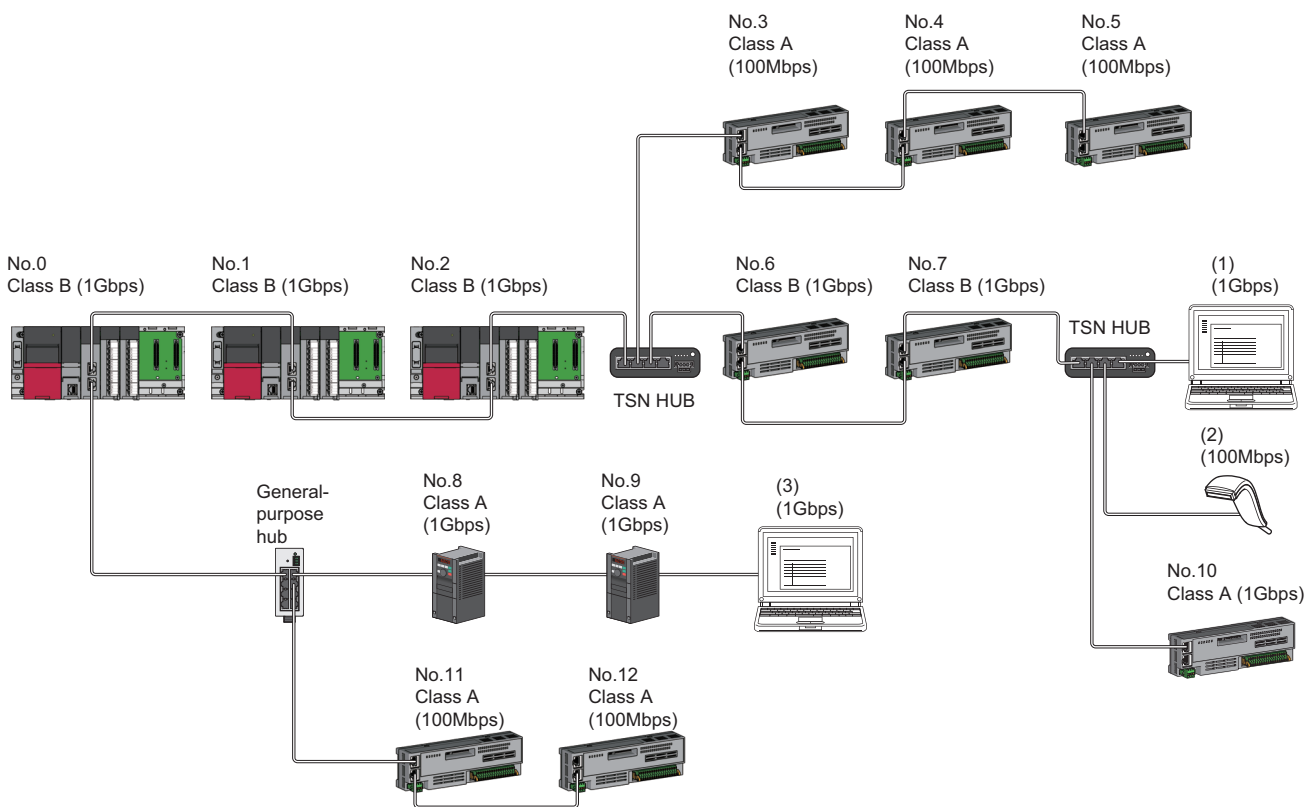 No.3
Class A
(100Mbps)
No.4
Class A
(100Mbps)
No.5
Class A
(100Mbps)
No.0
Class B (1Gbps)
No.1
Class B (1Gbps)
No.2
Class B (1Gbps)
No.6
Class B (1Gbps)
No.7
Class B (1Gbps)
(1)
(1Gbps)
TSN HUB
TSN HUB
(2)
(100Mbps)
General-
purpose
hub
No.8
Class A
(1Gbps)
No.9
Class A
(1Gbps)
(3)
(1Gbps)
No.10
Class A (1Gbps)
No.11
Class A
(100Mbps)
No.12
Class A
(100Mbps)